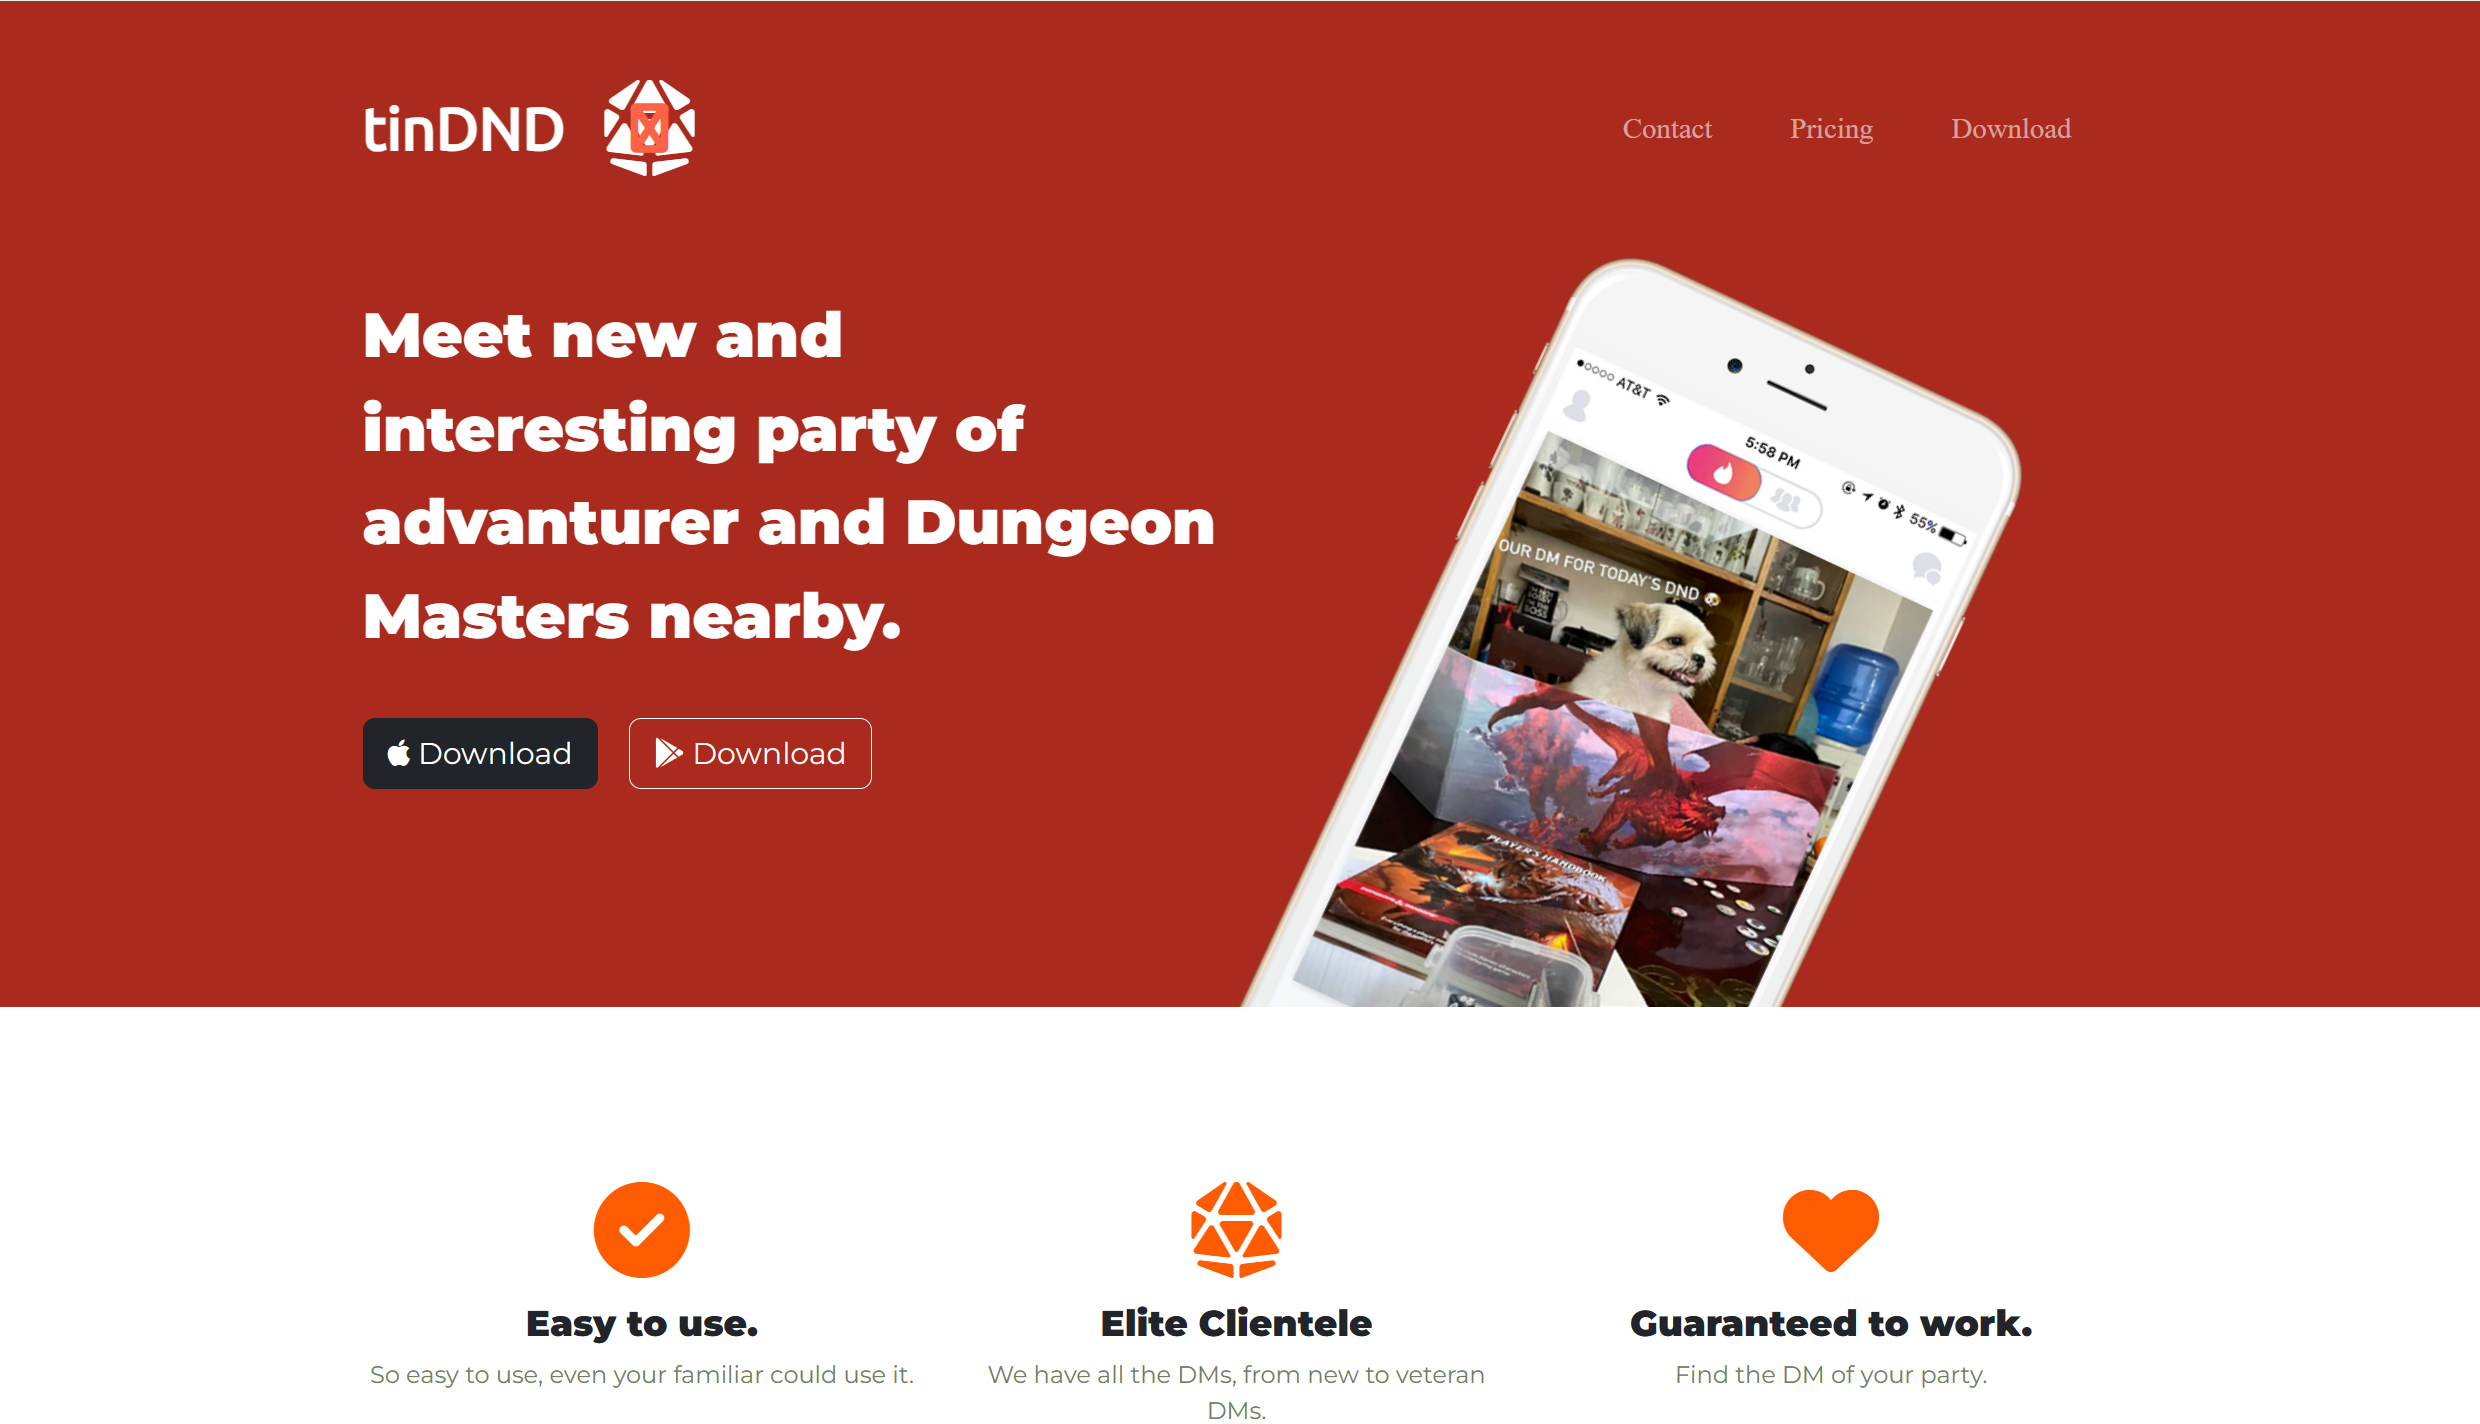 tinDND
Contact
Pricing
Download
Meet new and
interesting party of
advanturer and Dungeon
Masters nearby.
Download
Download
AT&T
5:58 PM
55%
OUR DM FOR TODAY'S DND
PLAYER'S HANDBOOK
Easy to use.
So easy to use, even your familiar could use it.
Elite Clientele
We have all the DMs, from new to veteran
DMs.
Guaranteed to work.
Find the DM of your party.